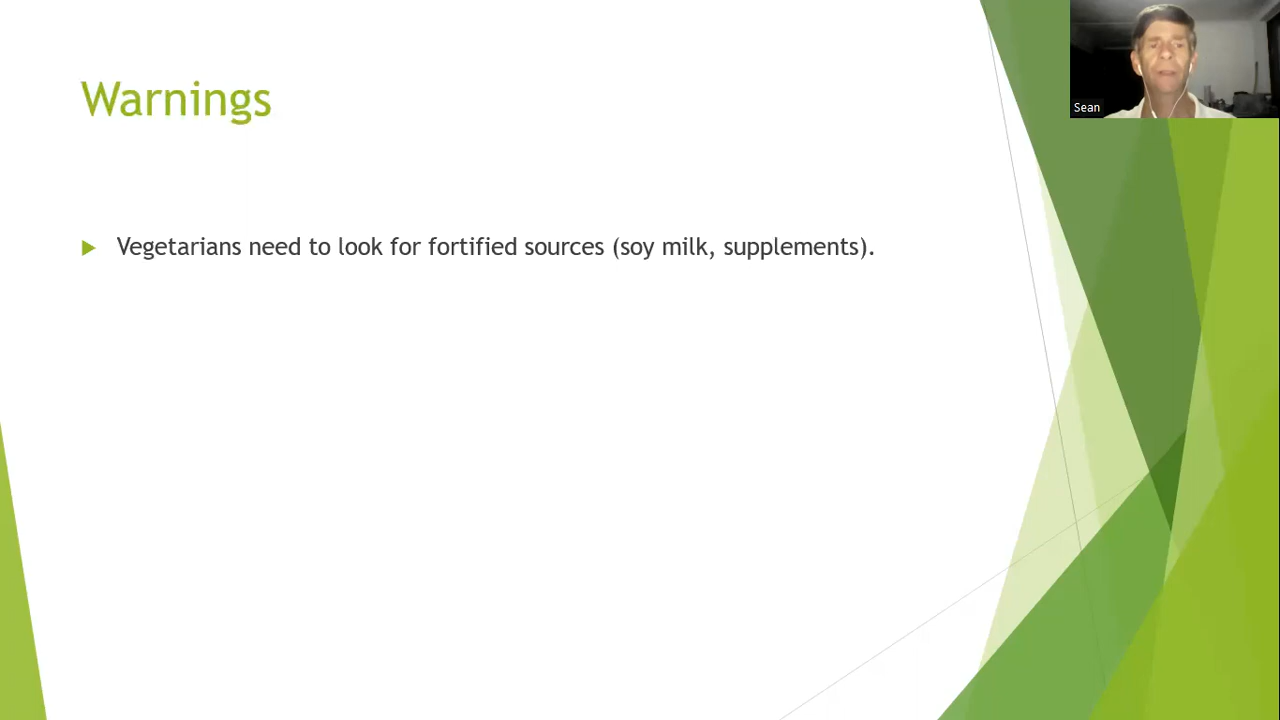 Warnings
Sean
Vegetarians need to look for fortified sources (soy milk, supplements).